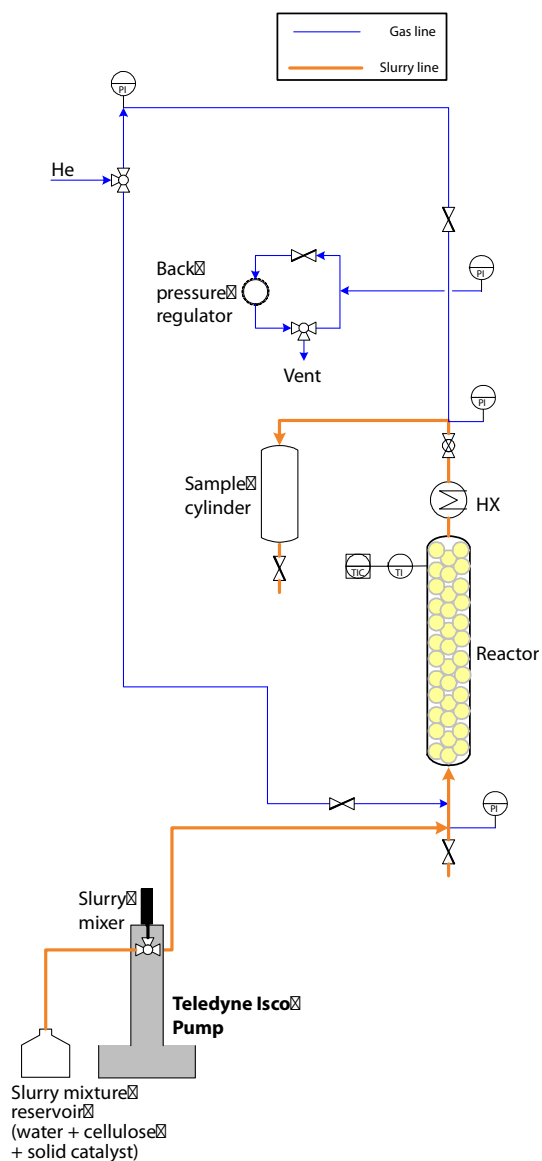 Gas line
Slurry line
PI
He
Back
pressure
regulator
PI
Vent
PI
Sample
cylinder
HX
TIC
TI
Reactor
PI
Slurry
mixer
Teledyne Isco
Pump
Slurry mixture
reservoir
(water + cellulose
+ solid catalyst)